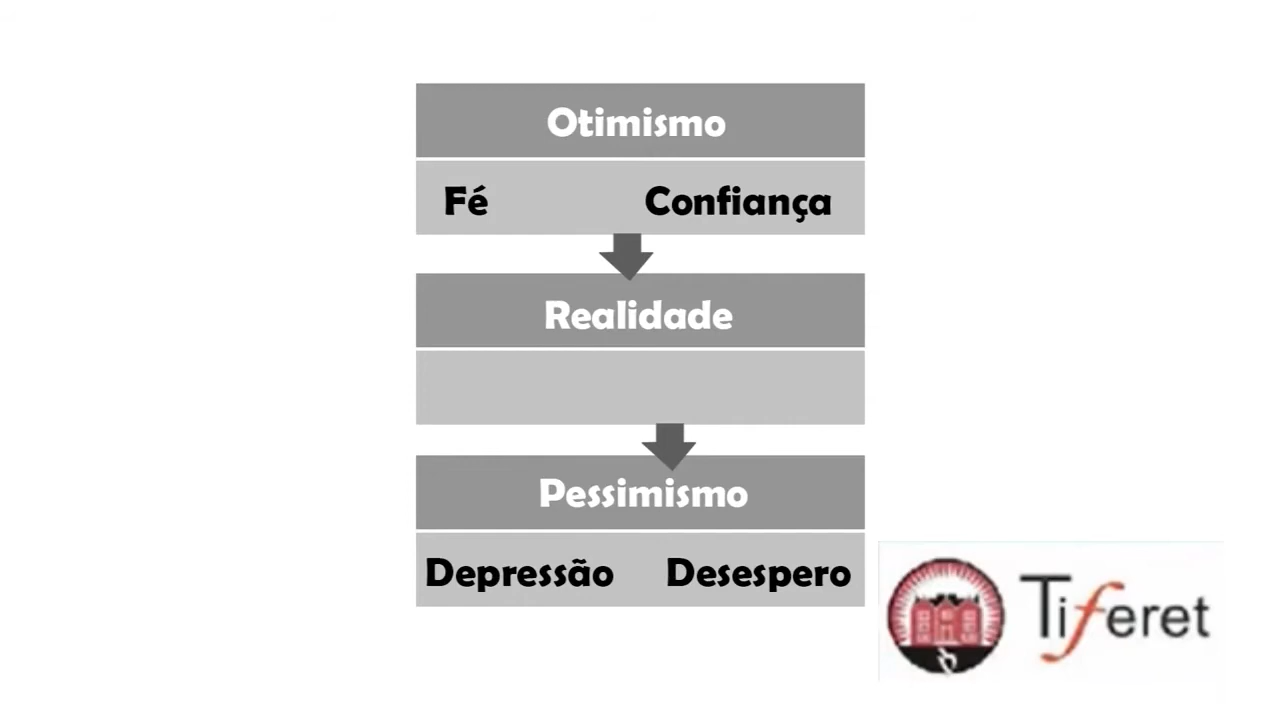 Otimismo
Fé Confiança
Realidade
Pessimismo
Depressão Desespero
Tiferet